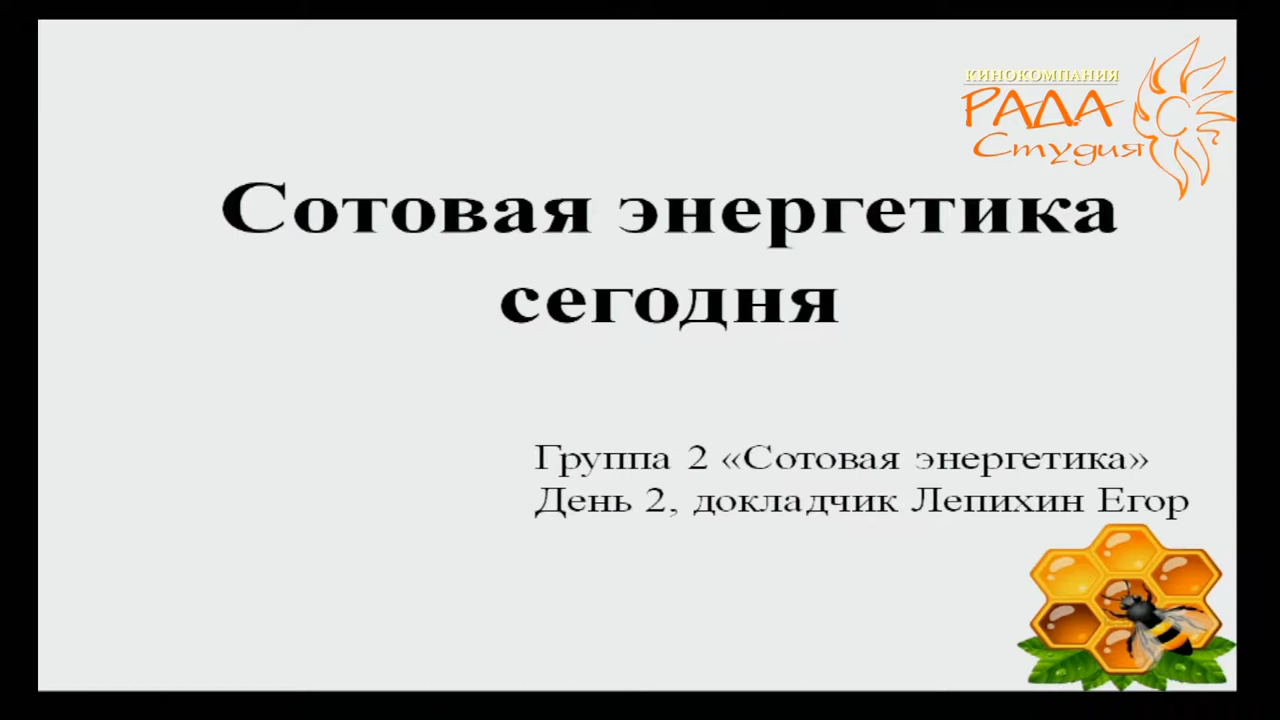 КИНОКОМПАНИЯ
РАДА
Студия
Сотовая энергетика
сегодня
Группа 2 «Сотовая энергетика»
День 2, докладчик Лепихин Егор